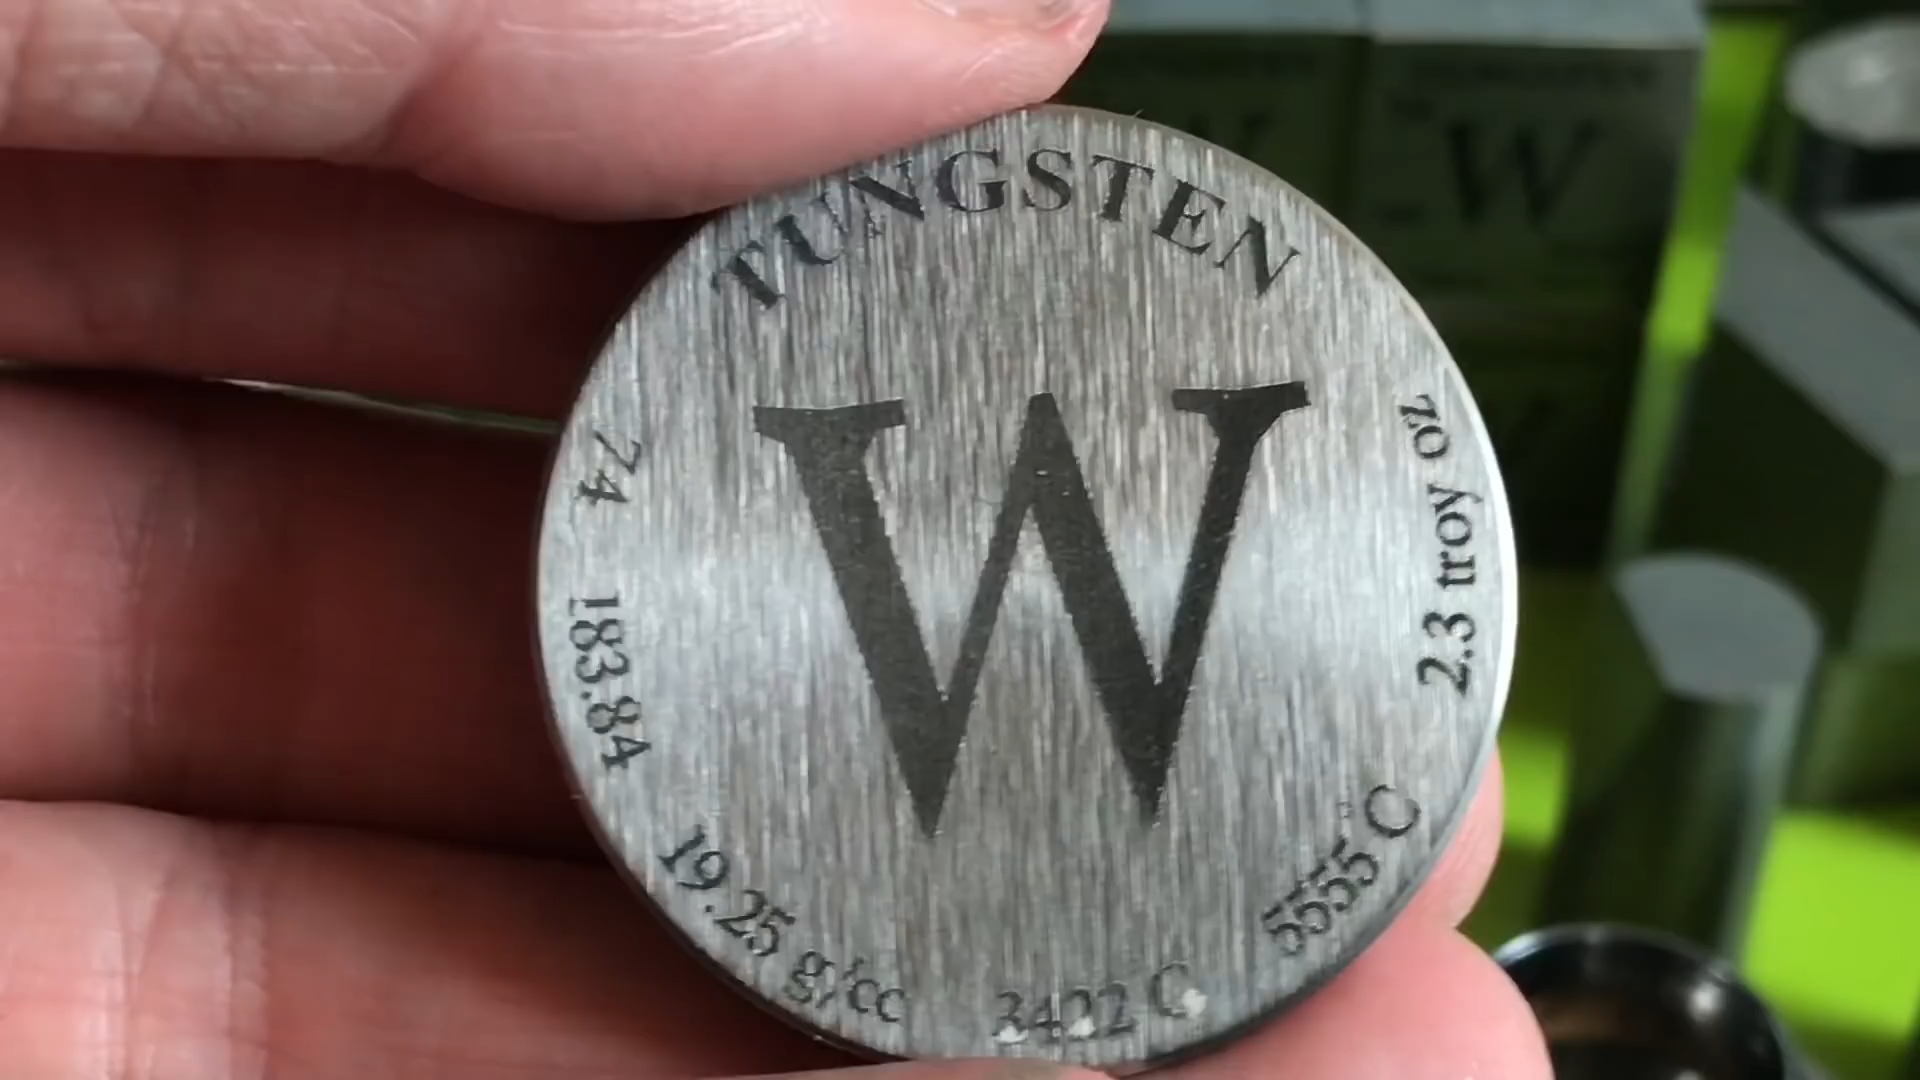 TUNGSTEN
W
74 183.84
19.25 g/cc
3422 C
5555 C
2.3 troy oz
W